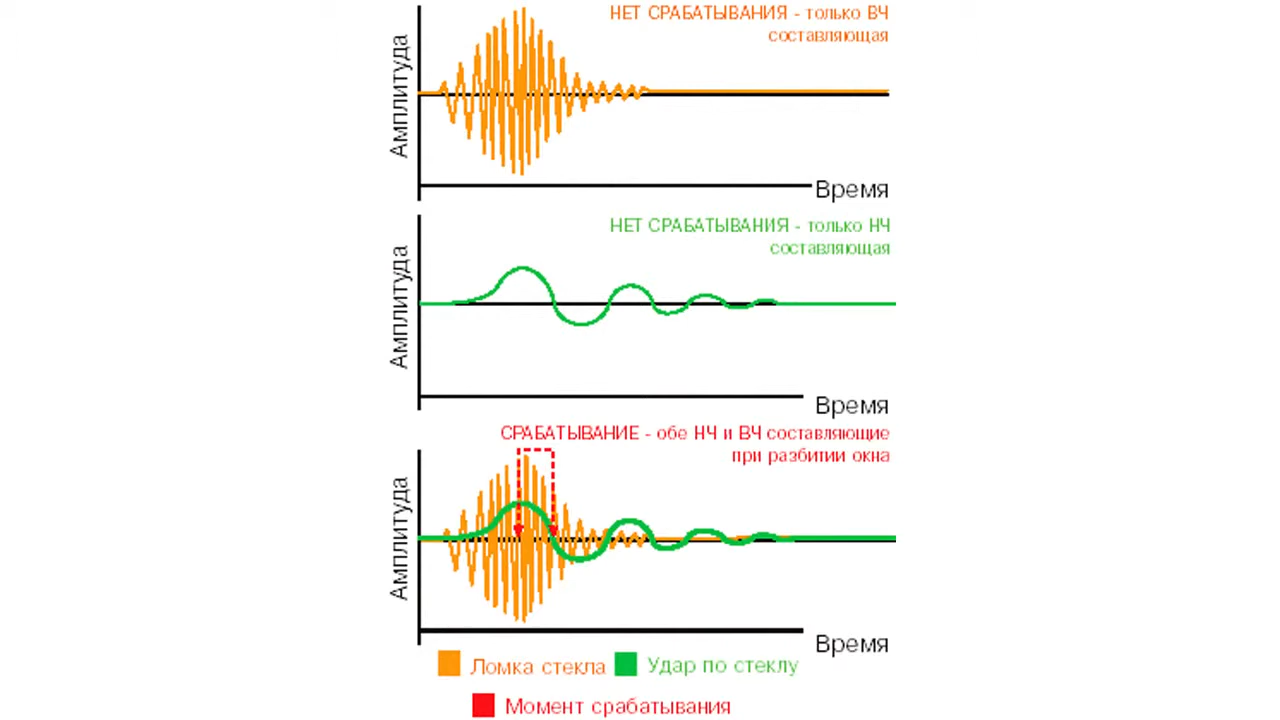 НЕТ СРАБАТЫВАНИЯ - только ВЧ
составляющая
Амплитуда
Время
НЕТ СРАБАТЫВАНИЯ - только НЧ
составляющая
Амплитуда
Время
СРАБАТЫВАНИЕ - обе НЧ и ВЧ составляющие
при разбитии окна
Амплитуда
Время
Ломка стекла
Удар по стеклу
Момент срабатывания